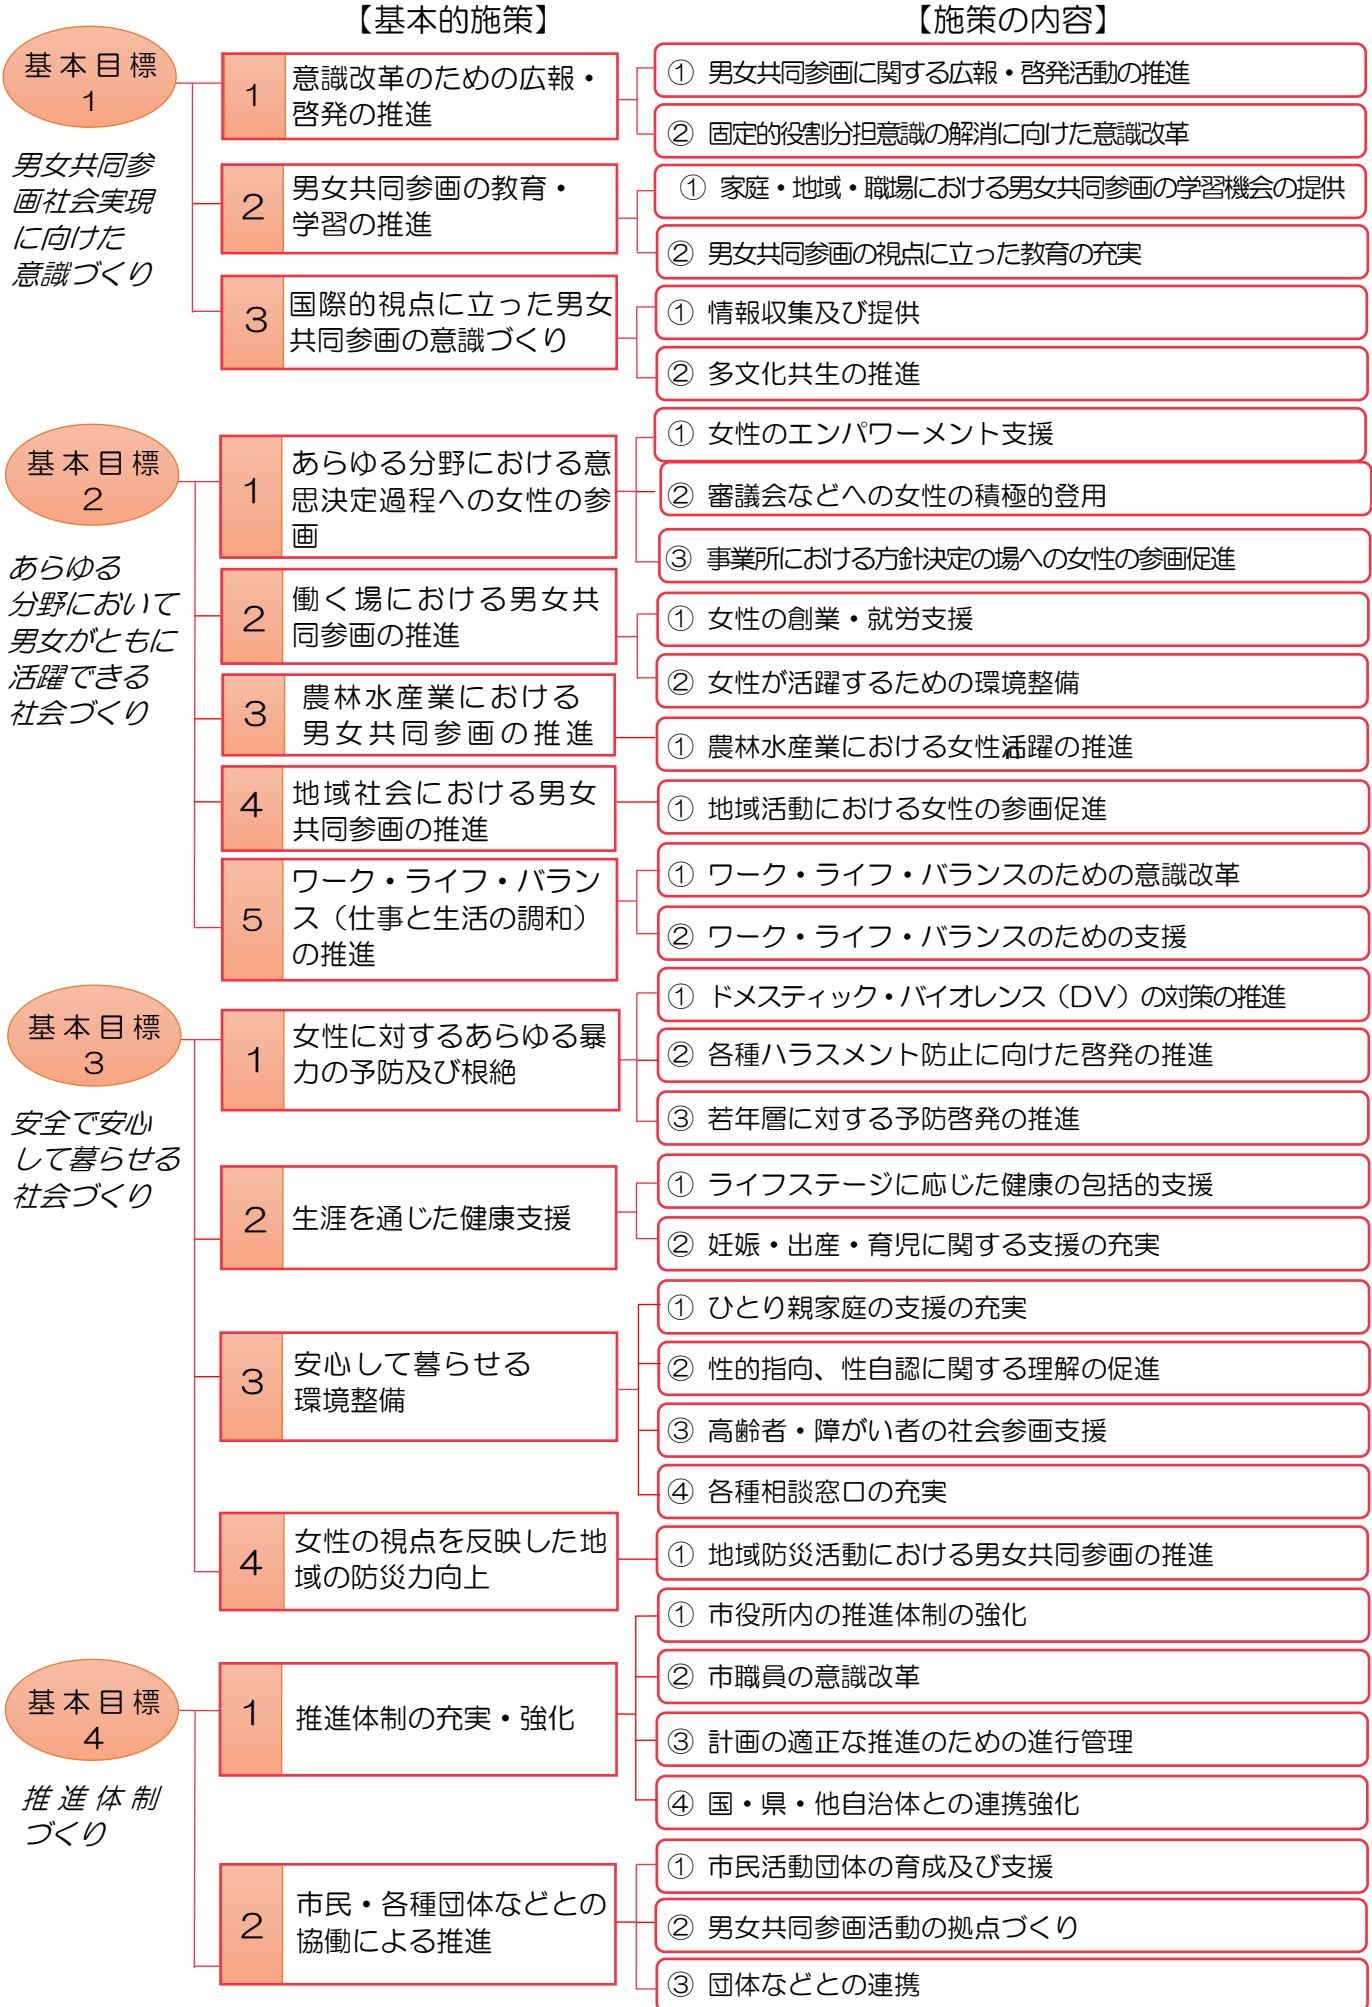 【基本的施策】
【施策の内容】
基本目標
1
男女共同参
画社会実現
に向けた
意識づくり
1
意識改革のための広報・
啓発の推進
① 男女共同参画に関する広報・啓発活動の推進
② 固定的役割分担意識の解消に向けた意識改革
2
男女共同参画の教育・
学習の推進
① 家庭・地域・職場における男女共同参画の学習機会の提供
② 男女共同参画の視点に立った教育の充実
3
国際的視点に立った男女
共同参画の意識づくり
① 情報収集及び提供
② 多文化共生の推進
基本目標
2
あらゆる
分野において
男女がともに
活躍できる
社会づくり
1
あらゆる分野における意
思決定過程への女性の参
画
① 女性のエンパワーメント支援
② 審議会などへの女性の積極的登用
③ 事業所における方針決定の場への女性の参画促進
2
働く場における男女共
同参画の推進
① 女性の創業・就労支援
② 女性が活躍するための環境整備
3
農林水産業における
男女共同参画の推進
① 農林水産業における女性活躍の推進
4
地域社会における男女
共同参画の推進
① 地域活動における女性の参画促進
5
ワーク・ライフ・バラン
ス（仕事と生活の調和）
の推進
① ワーク・ライフ・バランスのための意識改革
② ワーク・ライフ・バランスのための支援
基本目標
3
安全で安心
して暮らせる
社会づくり
1
女性に対するあらゆる暴
力の予防及び根絶
① ドメスティック・バイオレンス（DV）の対策の推進
② 各種ハラスメント防止に向けた啓発の推進
③ 若年層に対する予防啓発の推進
2
生涯を通じた健康支援
① ライフステージに応じた健康の包括的支援
② 妊娠・出産・育児に関する支援の充実
3
安心して暮らせる
環境整備
① ひとり親家庭の支援の充実
② 性的指向、性自認に関する理解の促進
③ 高齢者・障がい者の社会参画支援
④ 各種相談窓口の充実
4
女性の視点を反映した地
域の防災力向上
① 地域防災活動における男女共同参画の推進
基本目標
4
推進体制
づくり
1
推進体制の充実・強化
① 市役所内の推進体制の強化
② 市職員の意識改革
③ 計画の適正な推進のための進行管理
④ 国・県・他自治体との連携強化
2
市民・各種団体などとの
協働による推進
① 市民活動団体の育成及び支援
② 男女共同参画活動の拠点づくり
③ 団体などとの連携